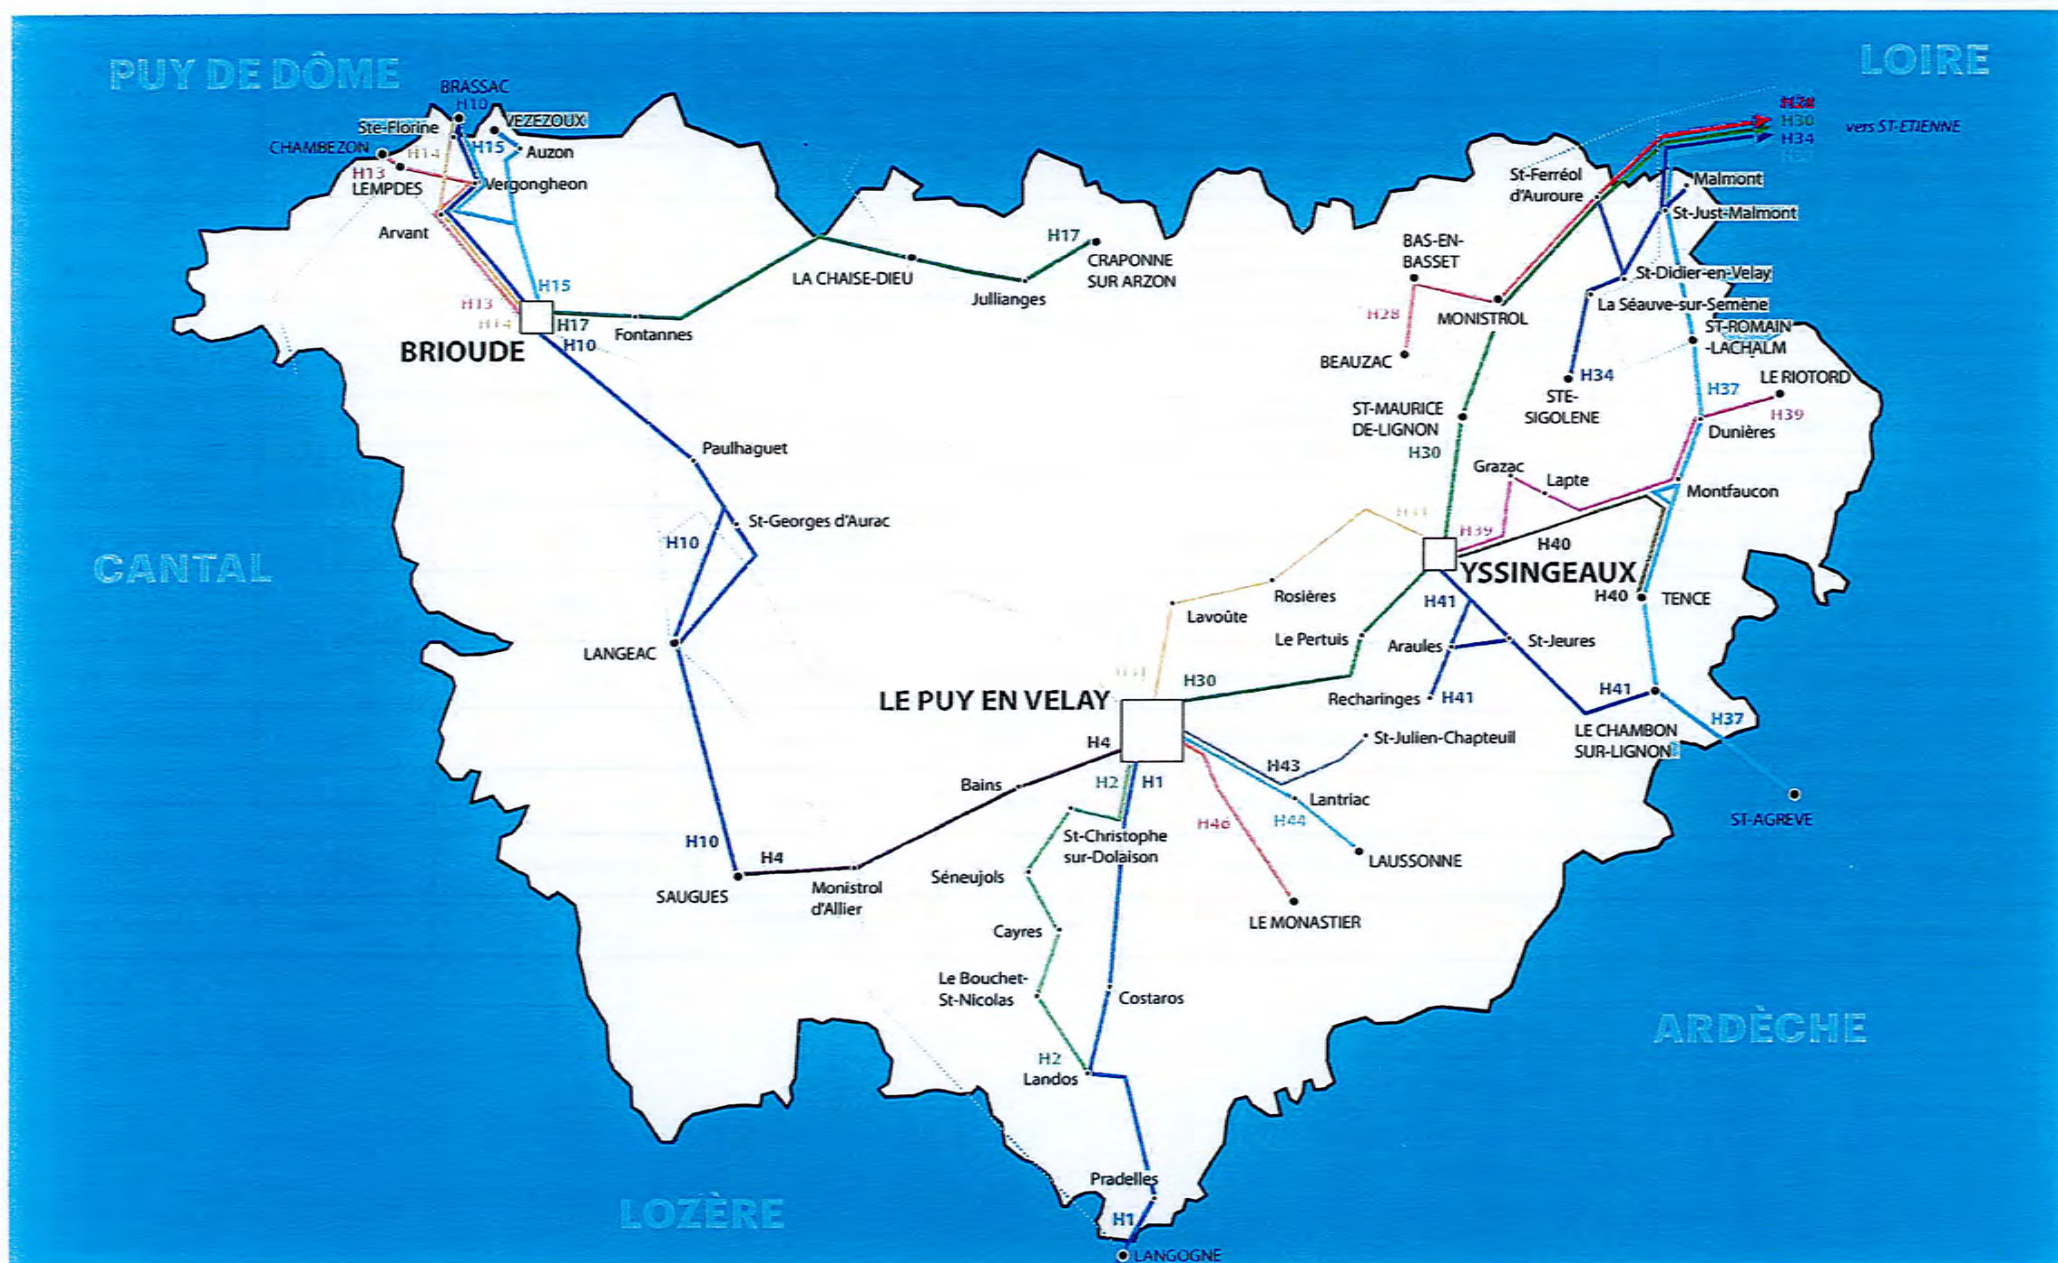 PUY DE DÔME
LOIRE
BRASSAC
H10
Ste-Florine
VEZEZOUX
CHAMBEZON
H14
H15
Auzon
H13
LEMPDES
Vergongheon
Arvant
H15
H13
H14
H17
H10
BRIOUDE
Fontannes
LA CHAISE-DIEU
Jullianges
H17
CRAPONNE
SUR ARZON
H28
H30
H34
H37
vers ST-ETIENNE
St-Ferréol
d'Auroure
Malmont
St-Just-Malmont
BAS-EN-
BASSET
St-Didier-en-Velay
La Séauve-sur-Semène
MONISTROL
H28
BEAUZAC
ST-ROMAIN
-LACHALM
H34
STE-
SIGOLENE
H37
LE RIOTORD
H39
Dunières
ST-MAURICE
DE-LIGNON
H30
Grazac
Lapte
Montfaucon
Paulhaguet
St-Georges d'Aurac
H10
H31
H39
H40
YSSINGEAUX
CANTAL
H40
TENCE
H41
Rosières
Lavoûte
Le Pertuis
Araules
St-Jeures
LANGEAC
H31
H30
LE PUY EN VELAY
Recharinges
H41
H41
LE CHAMBON
SUR-LIGNON
H37
ST-AGREVE
H4
St-Julien-Chapteuil
H43
Bains
H2
H1
Lantriac
H46
H44
St-Christophe
sur-Dolaison
LAUSSONNE
H10
H4
SAUGUES
Monistrol
d'Allier
Séneujols
LE MONASTIER
Cayres
Le Bouchet-
St-Nicolas
Costaros
ARDÈCHE
H2
Landos
Pradelles
LOZÈRE
H1
LANGOGNE